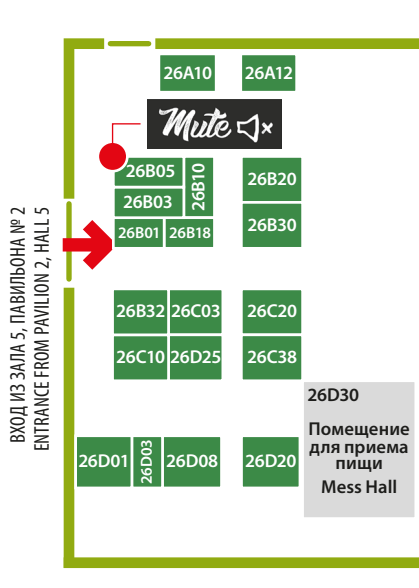 26A10
26A12
Mute
26B05
26B10
26B20
26B03
26B01
26B18
26B30
ВХОД ИЗ ЗАЛА 5, ПАВИЛЬОНА № 2
ENTRANCE FROM PAVILION 2, HALL 5
26B32
26C03
26C20
26C10
26D25
26C38
26D30
Помещение
для приема
пищи
Mess Hall
26D01
26D03
26D08
26D20